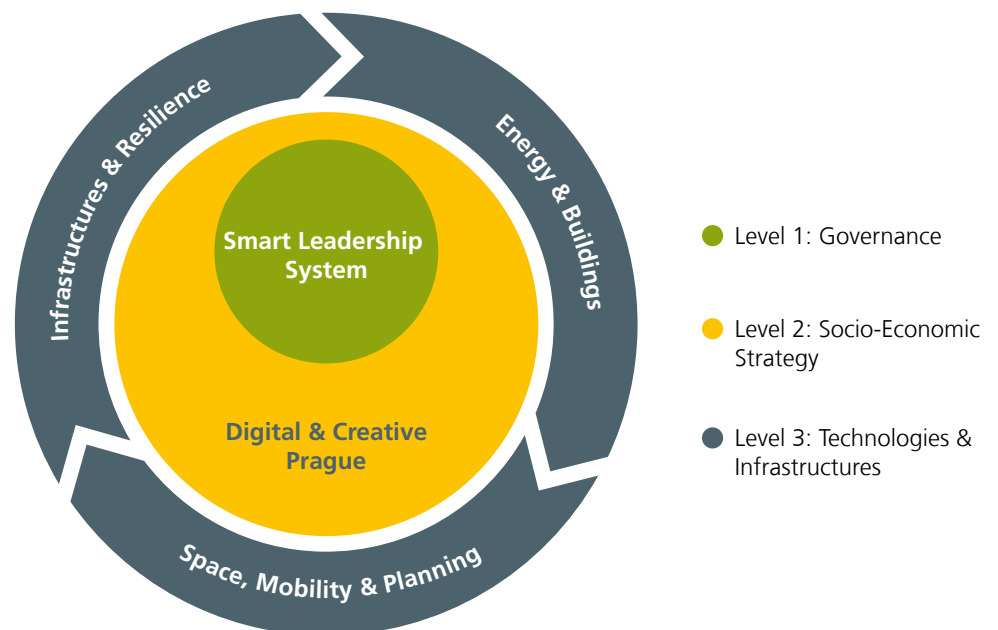 Infrastructures & Resilience
Energy & Buildings
Smart Leadership
System
Digital & Creative
Prague
Space, Mobility & Planning
Level 1: Governance
Level 2: Socio-Economic
Strategy
Level 3: Technologies &
Infrastructures